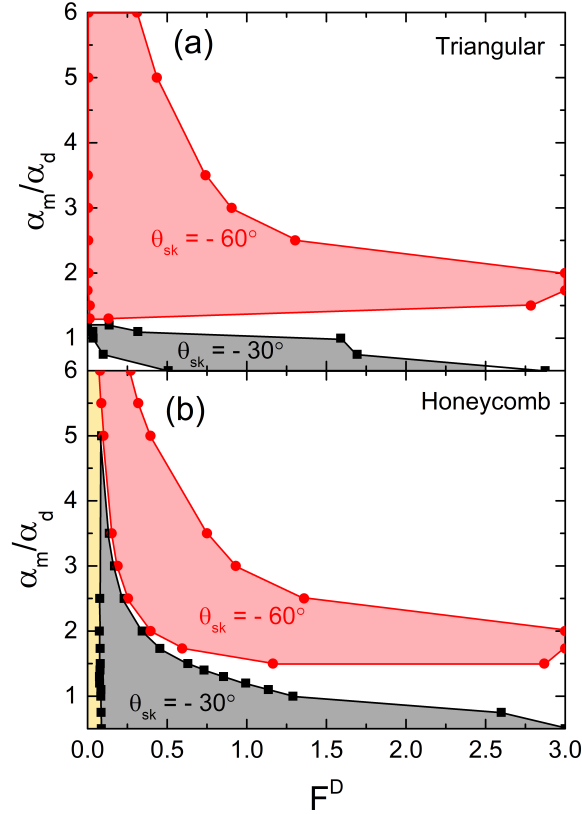 6
(a)
Triangular
5
4
α_m/α_d
3
θ_sk = - 60°
2
1
θ_sk = - 30°
6
(b)
Honeycomb
5
4
α_m/α_d
3
θ_sk = - 60°
2
θ_sk = - 30°
1
0.0 0.5 1.0 1.5 2.0 2.5 3.0
F^D